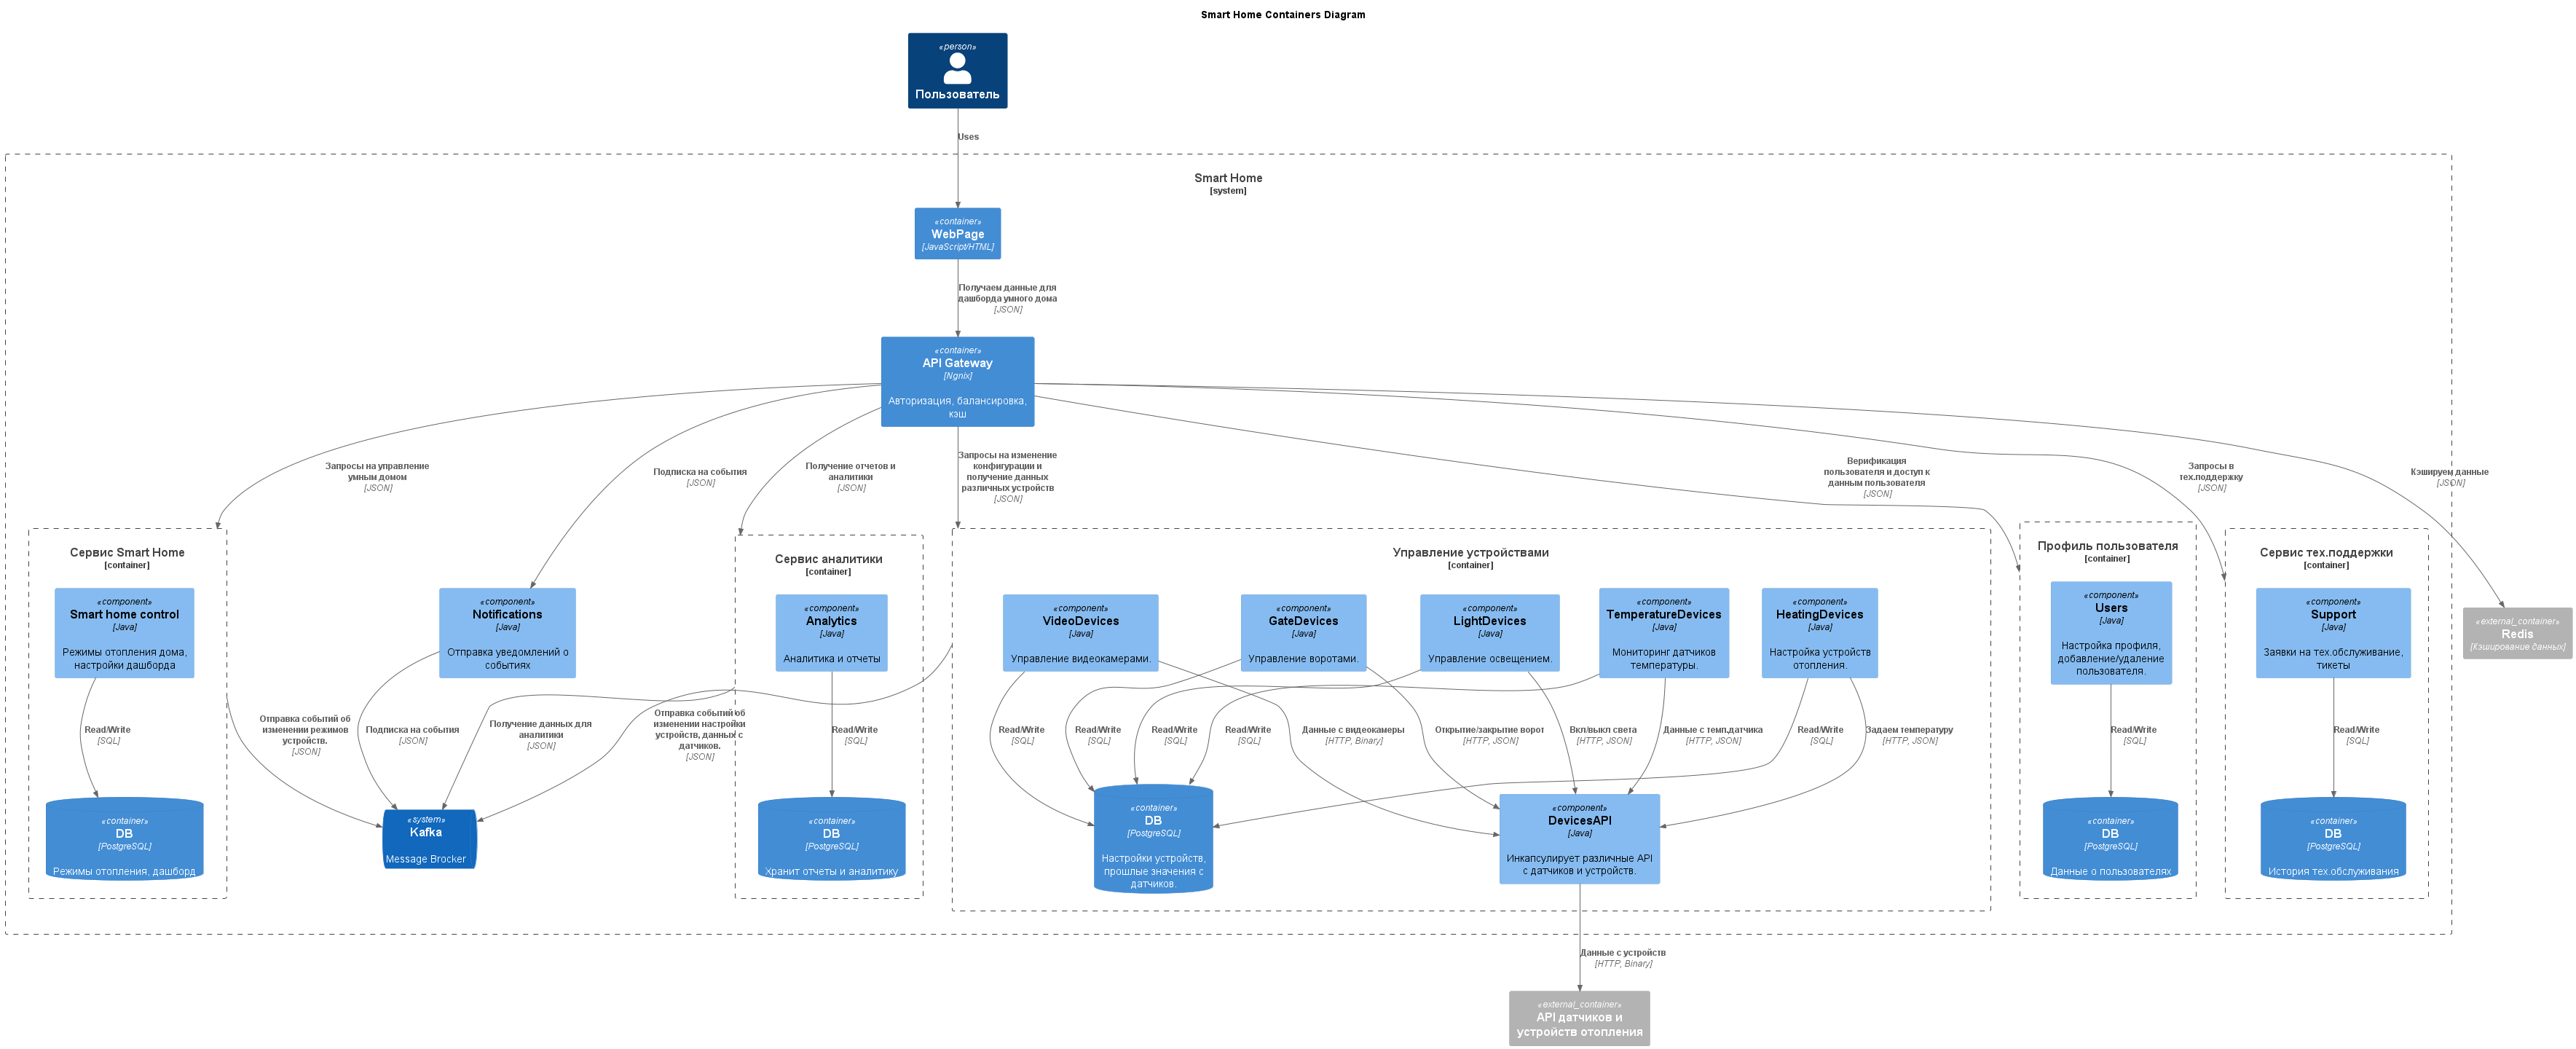 Smart Home Containers Diagram
«person»
Пользователь
Uses
Smart Home
[system]
«container»
WebPage
[JavaScript/HTML]
Получаем данные для
дашборда умного дома
[JSON]
«container»
API Gateway
[Ngnix]
Авторизация, балансировка,
кэш
Запросы на управление
умным домом
[JSON]
Подписка на события
[JSON]
Получение отчетов и
аналитики
[JSON]
Запросы на изменение
конфигурации и
получение данных
различных устройств
[JSON]
Верификация
пользователя и доступ к
данным пользователя
[JSON]
Запросы в
тех.поддержку
[JSON]
Кэшируем данные
[JSON]
Сервис Smart Home
[container]
«component»
Smart home control
[Java]
Режимы отопления дома,
настройки дашборда
«component»
Notifications
[Java]
Отправка уведомлений о
событиях
Сервис аналитики
[container]
«component»
Analytics
[Java]
Аналитика и отчеты
Управление устройствами
[container]
«component»
VideoDevices
[Java]
Управление видеокамерами.
«component»
GateDevices
[Java]
Управление воротами.
«component»
LightDevices
[Java]
Управление освещением.
«component»
TemperatureDevices
[Java]
Мониторинг датчиков
температуры.
«component»
HeatingDevices
[Java]
Настройка устройств
отопления.
Профиль пользователя
[container]
«component»
Users
[Java]
Настройка профиля,
добавление/удаление
пользователя.
Сервис тех.поддержки
[container]
«component»
Support
[Java]
Заявки на тех.обслуживание,
тикеты
«external_container»
Redis
[Кэширование данных]
Read/Write
[SQL]
Отправка событий об
изменении режимов
устройств.
[JSON]
Подписка на события
[JSON]
Получение данных для
аналитики
[JSON]
Отправка событий об
изменении настройки
устройств, данных с
датчиков.
[JSON]
Read/Write
[SQL]
Read/Write
[SQL]
Read/Write
[SQL]
Read/Write
[SQL]
Read/Write
[SQL]
Данные с видеокамеры
[HTTP, Binary]
Открытие/закрытие ворот
[HTTP, JSON]
Вкл/выкл света
[HTTP, JSON]
Данные с темп.датчика
[HTTP, JSON]
Read/Write
[SQL]
Задаем температуру
[HTTP, JSON]
Read/Write
[SQL]
Read/Write
[SQL]
«container»
DB
[PostgreSQL]
Режимы отопления, дашборд
«system»
Kafka
Message Brocker
«container»
DB
[PostgreSQL]
Хранит отчеты и аналитику
«container»
DB
[PostgreSQL]
Настройки устройств,
прошлые значения с
датчиков.
«component»
DevicesAPI
[Java]
Инкапсулирует различные API
с датчиков и устройств.
«container»
DB
[PostgreSQL]
Данные о пользователях
«container»
DB
[PostgreSQL]
История тех.обслуживания
Данные с устройств
[HTTP, Binary]
«external_container»
API датчиков и
устройств отопления